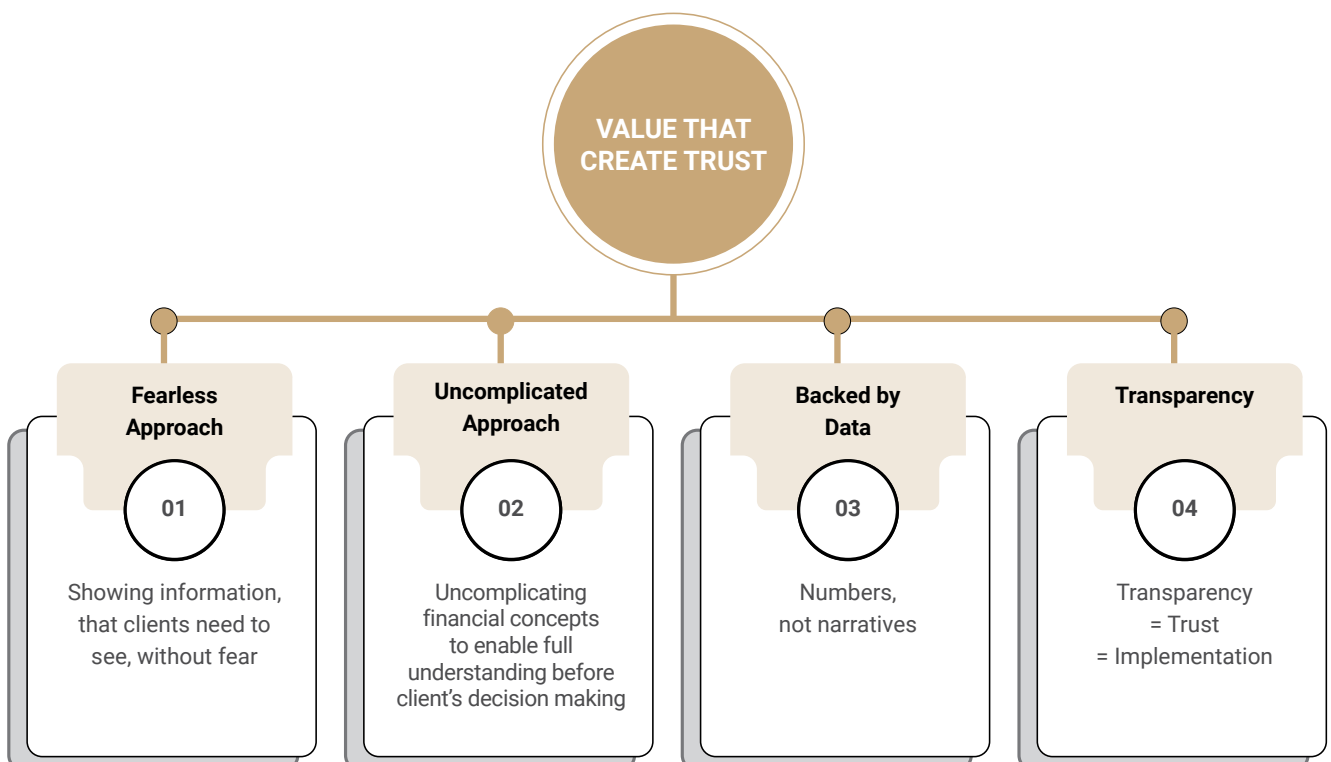 VALUE THAT
CREATE TRUST
Fearless
Approach
01
Showing information,
that clients need to
see, without fear
Uncomplicated
Approach
02
Uncomplicating
financial concepts
to enable full
understanding before
client’s decision making
Backed by
Data
03
Numbers,
not narratives
Transparency
04
Transparency
= Trust
= Implementation